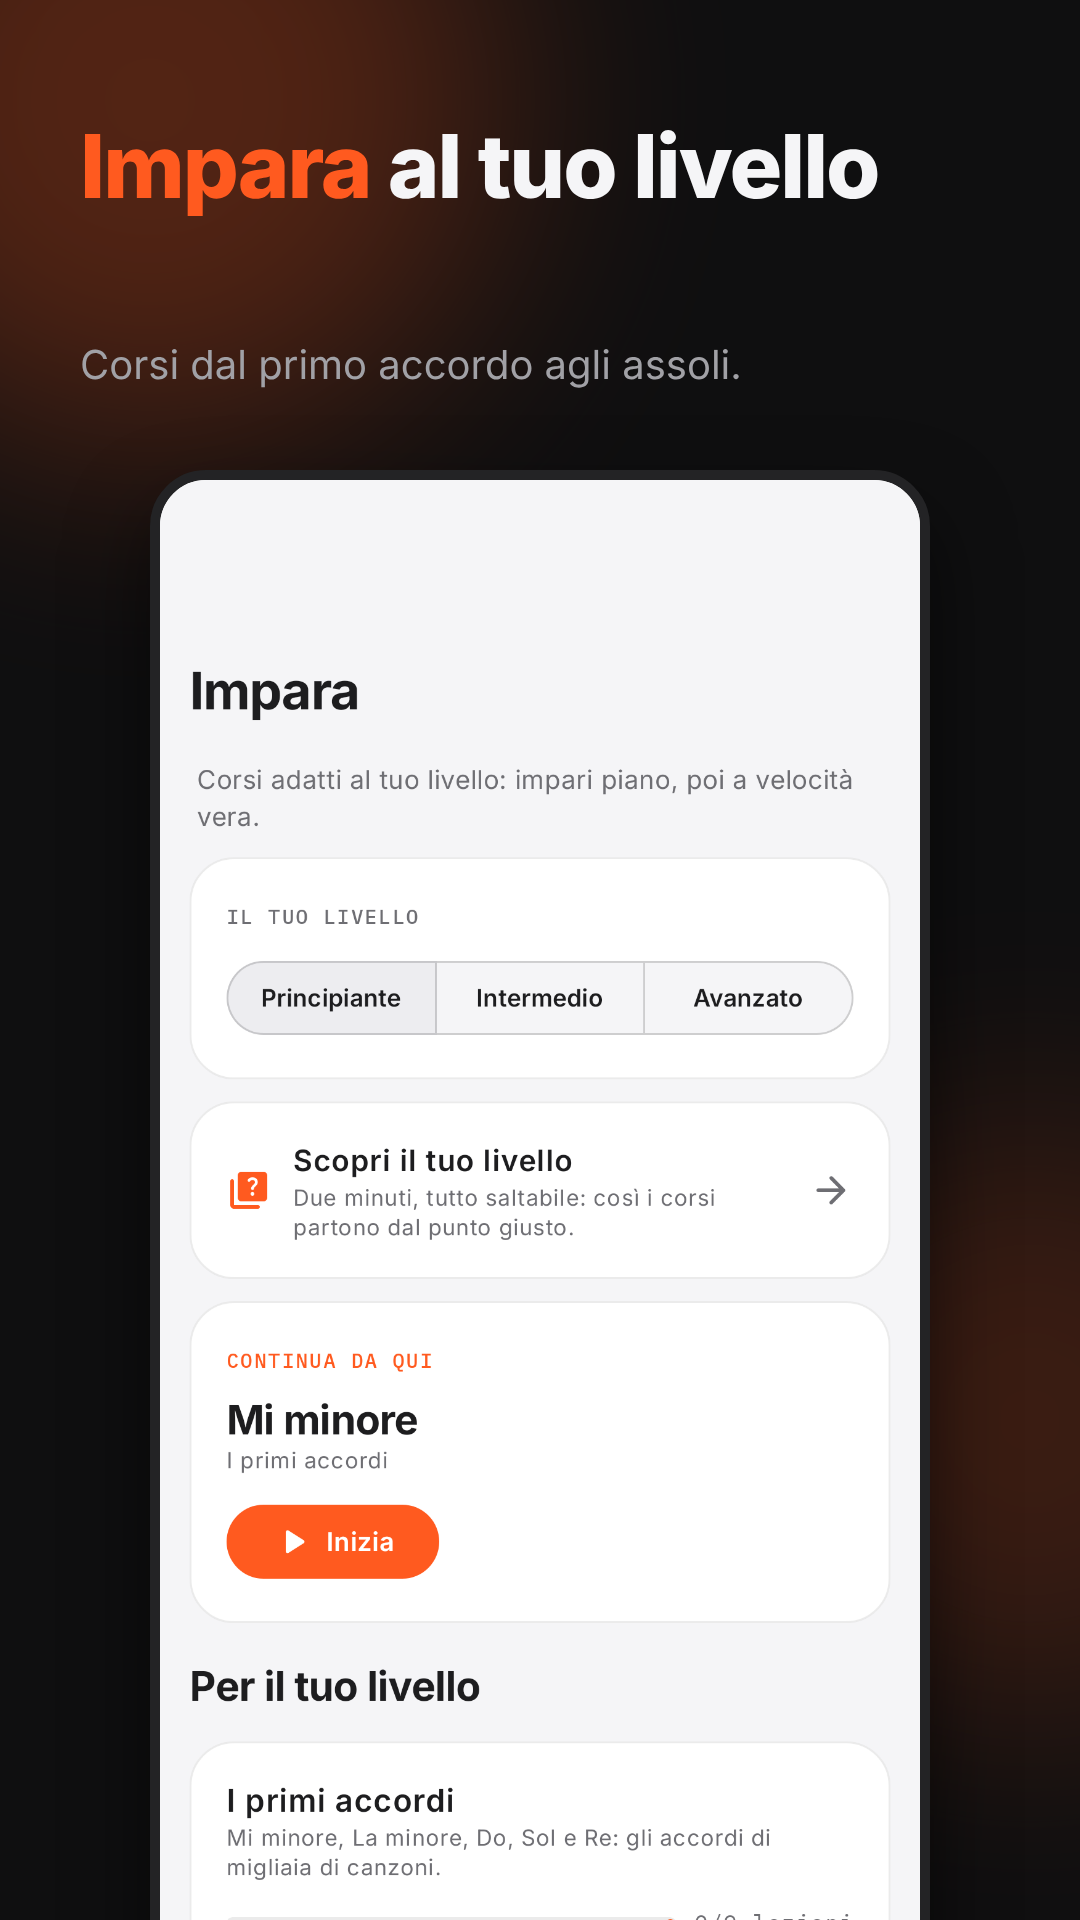 Impara al tuo livello
Corsi dal primo accordo agli assoli.
Impara
Corsi adatti al tuo livello: impari piano, poi a velocità
vera.
IL TUO LIVELLO
Principiante
Intermedio
Avanzato
Scopri il tuo livello
Due minuti, tutto saltabile: così i corsi
partono dal punto giusto.
CONTINUA DA QUI
Mi minore
I primi accordi
Inizia
Per il tuo livello
I primi accordi
Mi minore, La minore, Do, Sol e Re: gli accordi di
migliaia di canzoni.